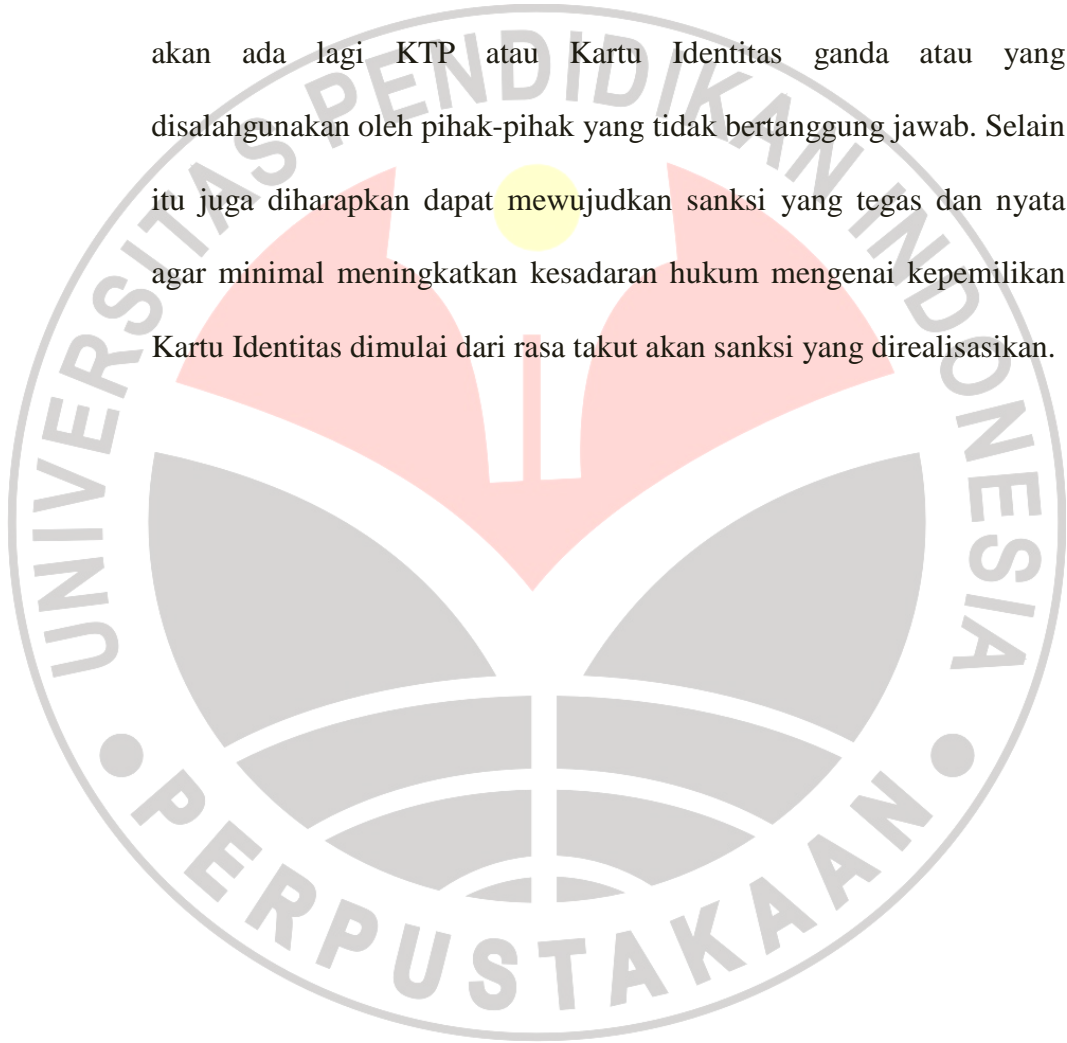 akan ada lagi KTP atau Kartu Identitas ganda atau yang
disalahgunakan oleh pihak-pihak yang tidak bertanggung jawab. Selain
itu juga diharapkan dapat mewujudkan sanksi yang tegas dan nyata
agar minimal meningkatkan kesadaran hukum mengenai kepemilikan
Kartu Identitas dimulai dari rasa takut akan sanksi yang direalisasikan.
UNIVERSITAS PENDIDIKAN INDONESIA
PERPUSTAKAAN